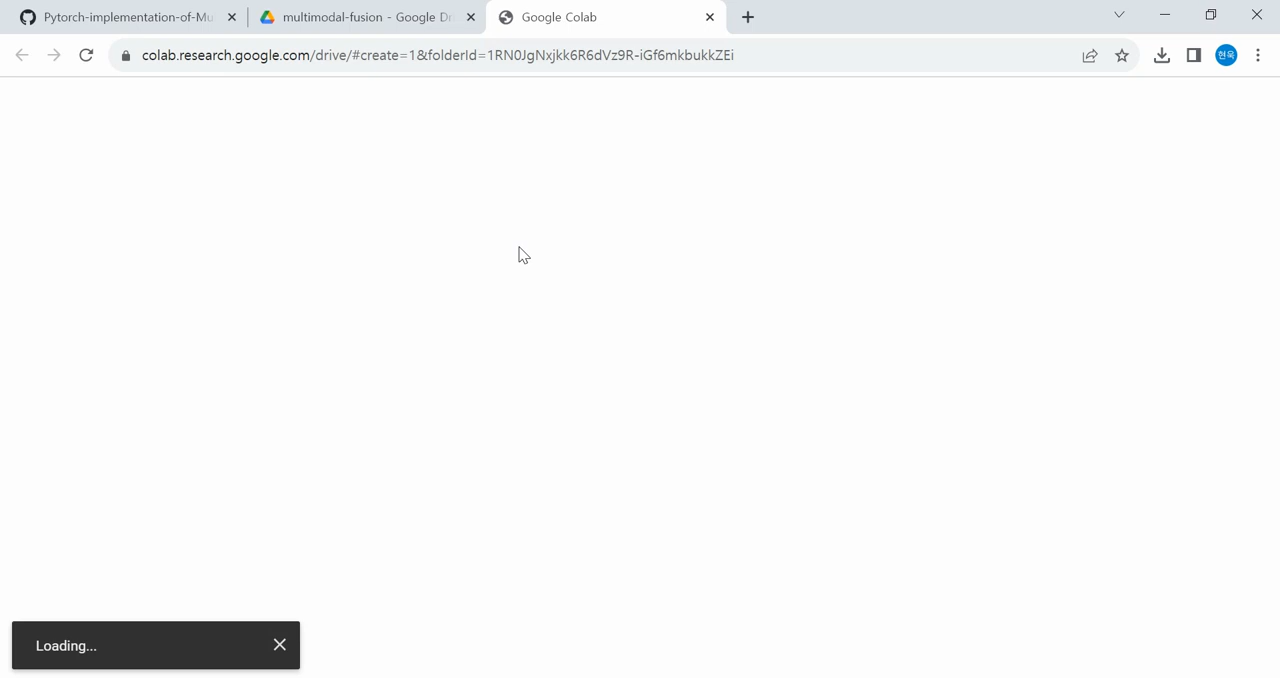 Pytorch-implementation-of-Mu
multimodal-fusion - Google Dr
Google Colab
colab.research.google.com/drive/#create=1&folderId=1RN0JgNxjkk6R6dVz9R-iGf6mkbukkZEi
현욱
Loading...